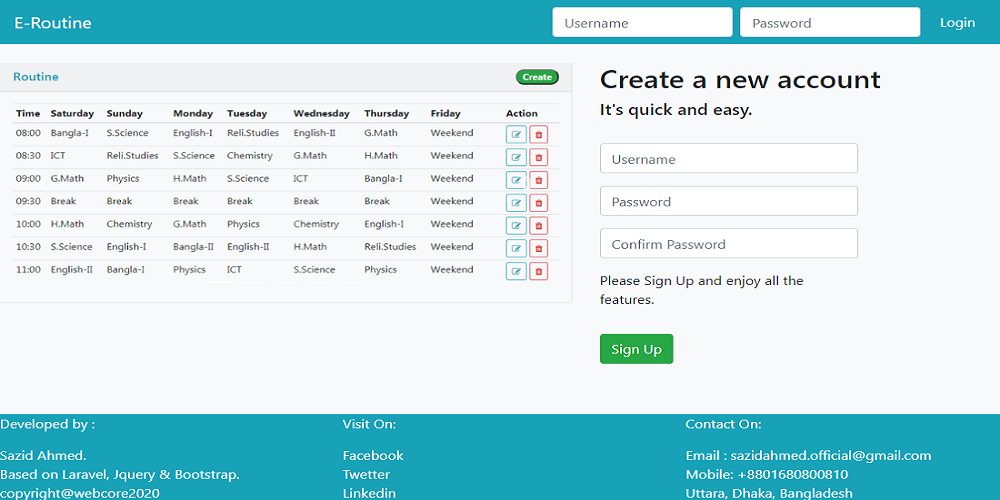 E-Routine Username Password Login
Routine Create
Time Saturday Sunday Monday Tuesday Wednesday Thursday Friday Action
08:00 Bangla-I S.Science English-I Reli.Studies English-II G.Math Weekend
08:30 ICT Reli.Studies S.Science Chemistry G.Math H.Math Weekend
09:00 G.Math Physics H.Math S.Science ICT Bangla-I Weekend
09:30 Break Break Break Break Break Break Weekend
10:00 H.Math Chemistry G.Math Physics Chemistry English-I Weekend
10:30 S.Science English-I Bangla-II English-II H.Math Reli.Studies Weekend
11:00 English-II Bangla-I Physics ICT S.Science Physics Weekend
Create a new account
It's quick and easy.
Username
Password
Confirm Password
Please Sign Up and enjoy all the
features.
Sign Up
Developed by :
Sazid Ahmed.
Based on Laravel, Jquery & Bootstrap.
copyright@webcore2020
Visit On:
Facebook
Twetter
Linkedin
Contact On:
Email : sazidahmed.official@gmail.com
Mobile: +8801680800810
Uttara, Dhaka, Bangladesh